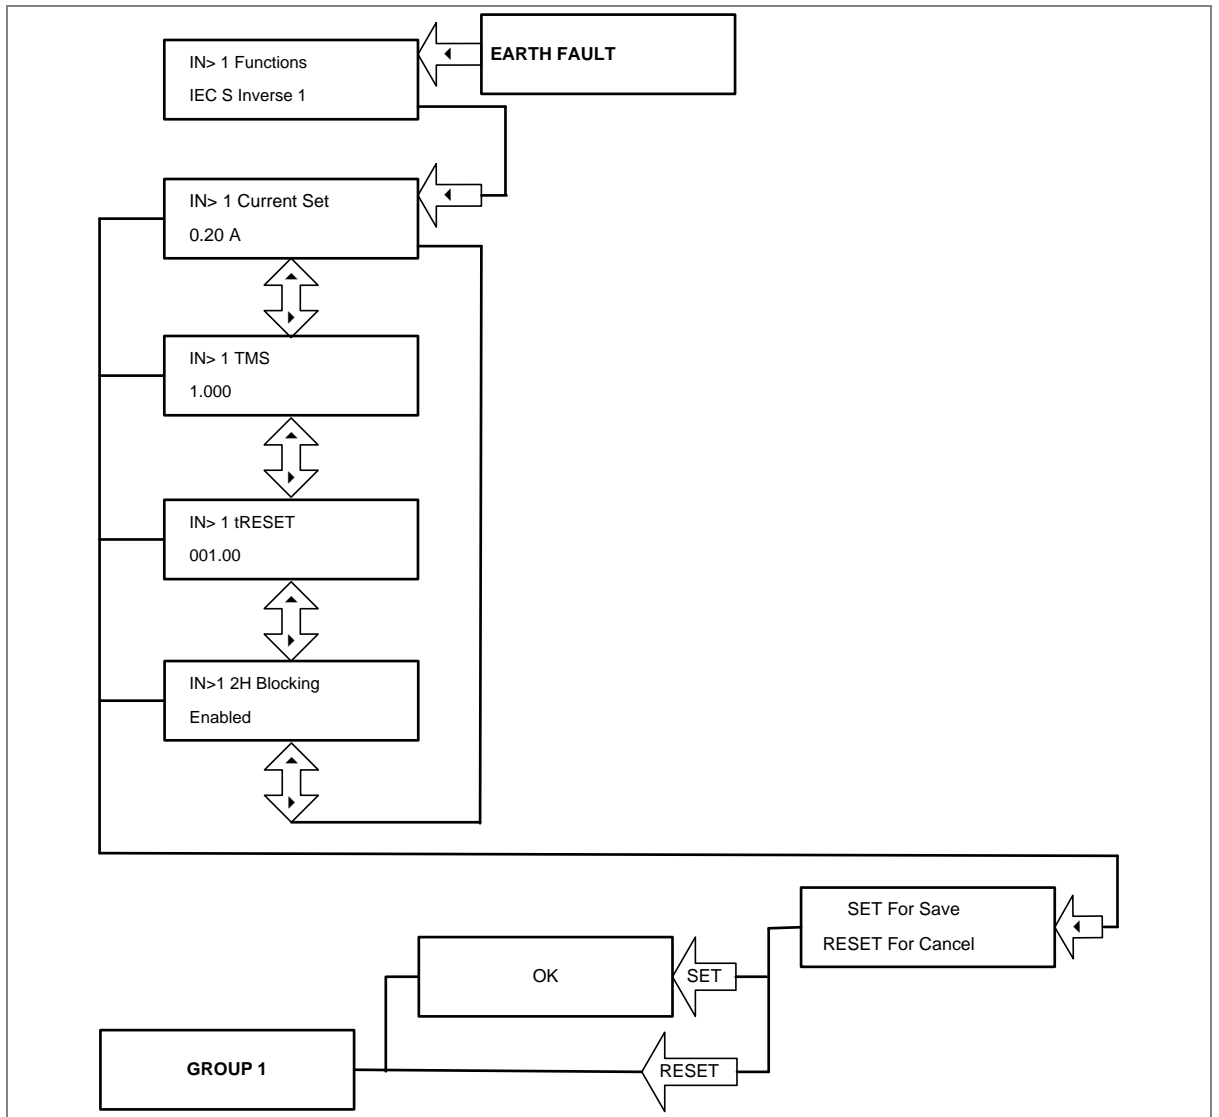 EARTH FAULT
IN> 1 Functions
IEC S Inverse 1
IN> 1 Current Set
0.20 A
IN> 1 TMS
1.000
IN> 1 tRESET
001.00
IN>1 2H Blocking
Enabled
SET For Save
RESET For Cancel
OK
SET
GROUP 1
RESET